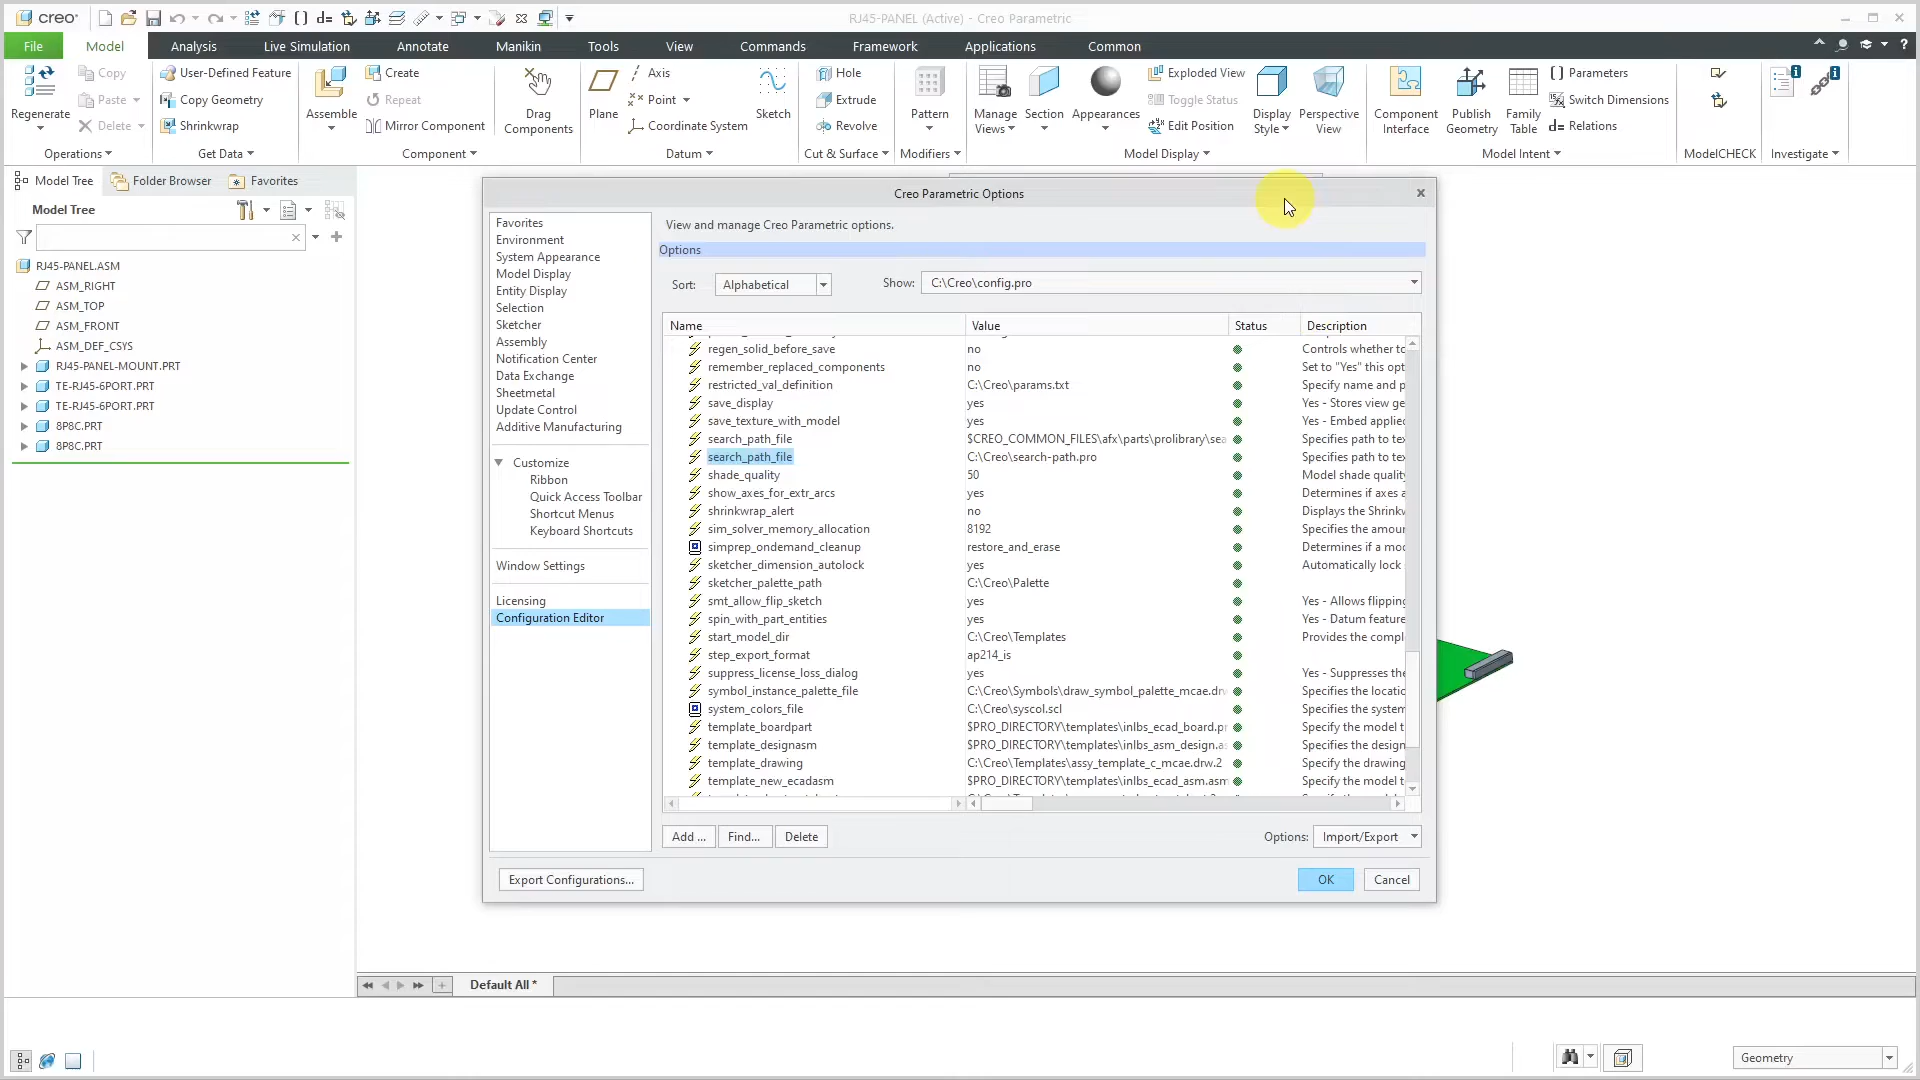 creo·
d=
RJ45-PANEL (Active) - Creo Parametric
File
Model
Analysis
Live Simulation
Annotate
Manikin
Tools
View
Commands
Framework
Applications
Common
Regenerate
Copy
Paste
Delete
Operations
User-Defined Feature
Copy Geometry
Shrinkwrap
Get Data
Assemble
Create
Repeat
Mirror Component
Component
Drag Components
Plane
Axis
Point
Coordinate System
Sketch
Datum
Hole
Extrude
Revolve
Cut & Surface
Pattern
Modifiers
Manage Views
Section
Appearances
Exploded View
Toggle Status
Edit Position
Display Style
Perspective View
Model Display
Component Interface
Publish Geometry
Family Table
Parameters
Switch Dimensions
d= Relations
Model Intent
ModelCHECK
Investigate
Model Tree
Folder Browser
Favorites
Model Tree
RJ45-PANEL.ASM
ASM_RIGHT
ASM_TOP
ASM_FRONT
ASM_DEF_CSYS
RJ45-PANEL-MOUNT.PRT
TE-RJ45-6PORT.PRT
TE-RJ45-6PORT.PRT
8P8C.PRT
8P8C.PRT
Creo Parametric Options
Favorites
Environment
System Appearance
Model Display
Entity Display
Selection
Sketcher
Assembly
Notification Center
Data Exchange
Sheetmetal
Update Control
Additive Manufacturing
Customize
Ribbon
Quick Access Toolbar
Shortcut Menus
Keyboard Shortcuts
Window Settings
Licensing
Configuration Editor
View and manage Creo Parametric options.
Options
Sort: Alphabetical
Show: C:\Creo\config.pro
Name Value Status Description
regen_solid_before_save no Controls whether to
remember_replaced_components no Set to "Yes" this opt
restricted_val_definition C:\Creo\params.txt Specify name and p
save_display yes Yes - Stores view ge
save_texture_with_model yes Yes - Embed applied
search_path_file $CREO_COMMON_FILES\afx\parts\prolibrary\sea Specifies path to tex
search_path_file C:\Creo\search-path.pro Specifies path to tex
shade_quality 50 Model shade quality
show_axes_for_extr_arcs yes Determines if axes a
shrinkwrap_alert no Displays the Shrinkw
sim_solver_memory_allocation 8192 Specifies the amoun
simprep_ondemand_cleanup restore_and_erase Determines if a mod
sketcher_dimension_autolock yes Automatically lock
sketcher_palette_path C:\Creo\Palette
smt_allow_flip_sketch yes Yes - Allows flipping
spin_with_part_entities yes Yes - Datum feature
start_model_dir C:\Creo\Templates Provides the compl
step_export_format ap214_is
suppress_license_loss_dialog yes Yes - Suppresses the
symbol_instance_palette_file C:\Creo\Symbols\draw_symbol_palette_mcae.drw Specifies the locatio
system_colors_file C:\Creo\syscol.scl Specifies the system
template_boardpart $PRO_DIRECTORY\templates\inlbs_ecad_board.pr Specify the model t
template_designasm $PRO_DIRECTORY\templates\inlbs_asm_design.as Specifies the design
template_drawing C:\Creo\Templates\assy_template_c_mcae.drw.2 Specify the drawing
template_new_ecadasm $PRO_DIRECTORY\templates\inlbs_ecad_asm.asm Specify the model t
Add ...
Find...
Delete
Options: Import/Export
Export Configurations...
OK
Cancel
Default All *
Geometry